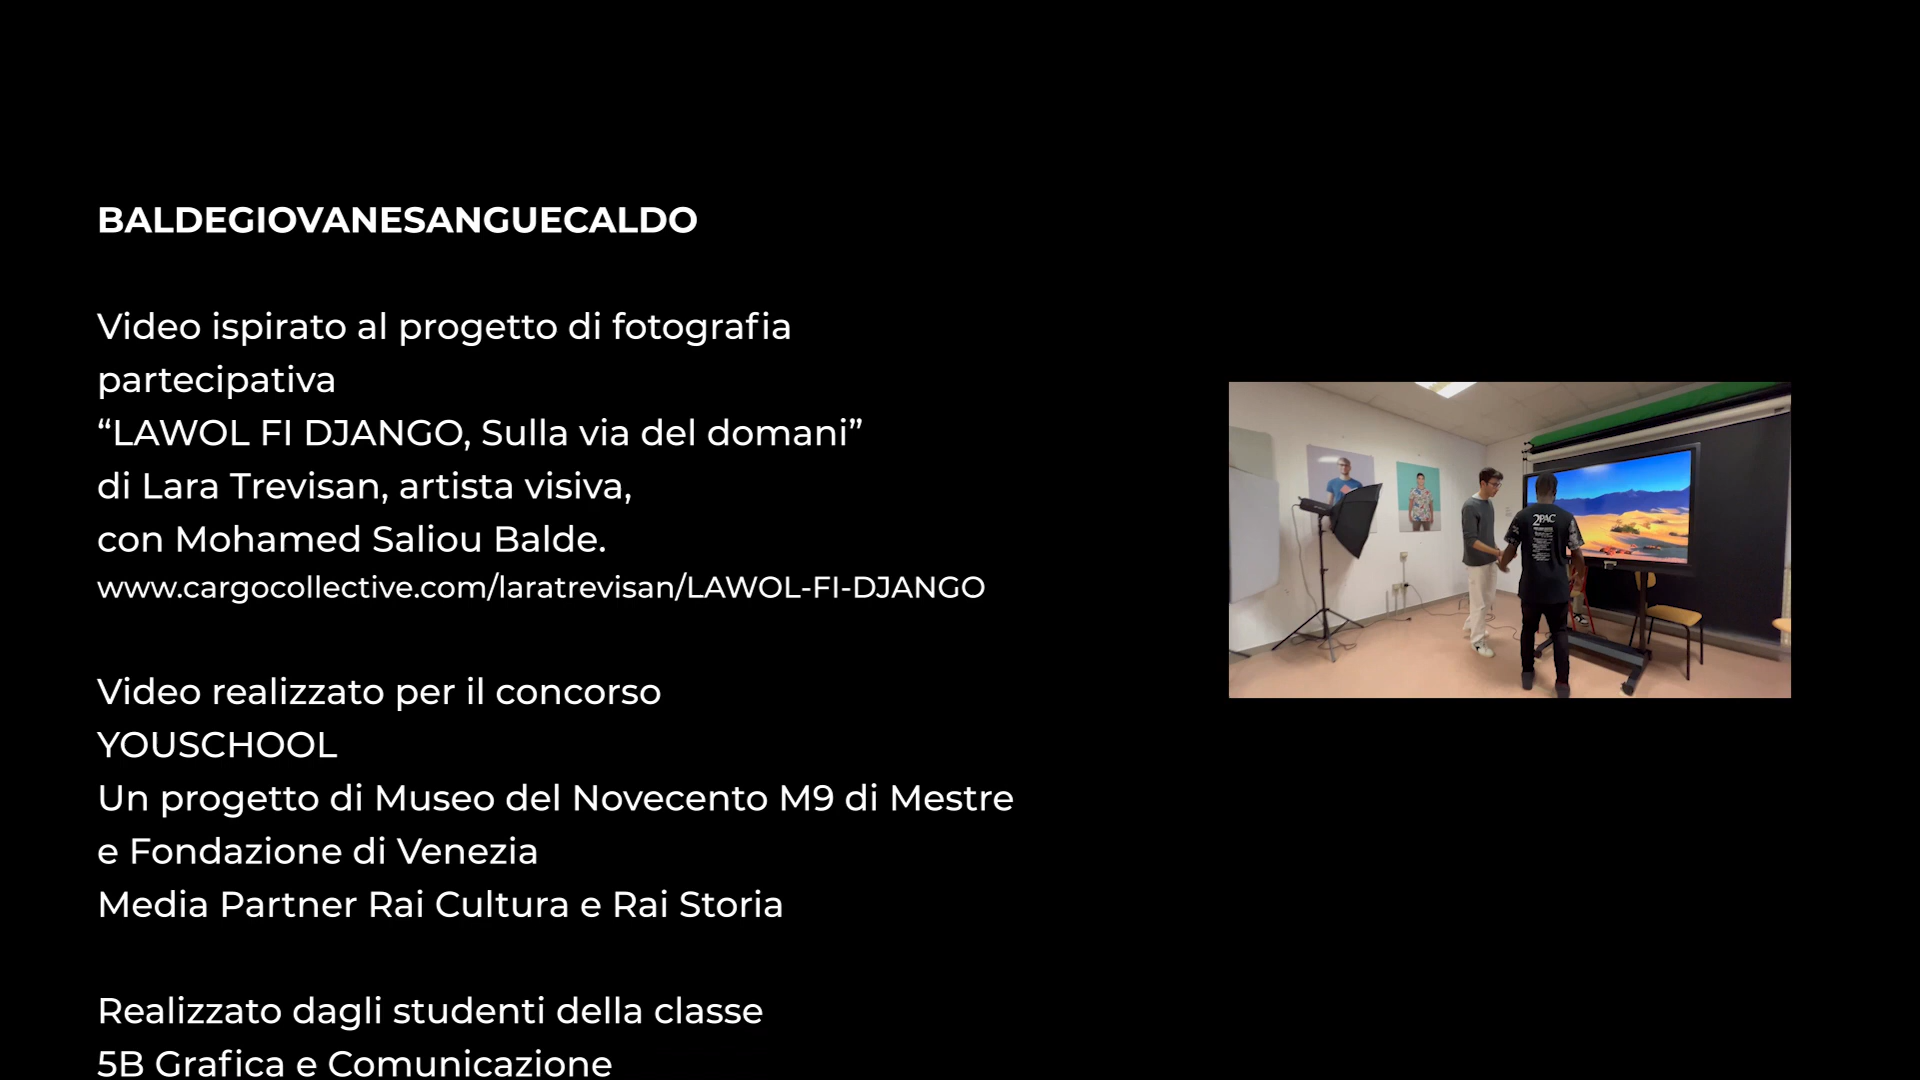 BALDEGIOVANESANGUECALDO
Video ispirato al progetto di fotografia
partecipativa
“LAWOL FI DJANGO, Sulla via del domani”
di Lara Trevisan, artista visiva,
con Mohamed Saliou Balde.
www.cargocollective.com/laratrevisan/LAWOL-FI-DJANGO
Video realizzato per il concorso
YOUSCHOOL
Un progetto di Museo del Novecento M9 di Mestre
e Fondazione di Venezia
Media Partner Rai Cultura e Rai Storia
Realizzato dagli studenti della classe
5B Grafica e Comunicazione
2PAC